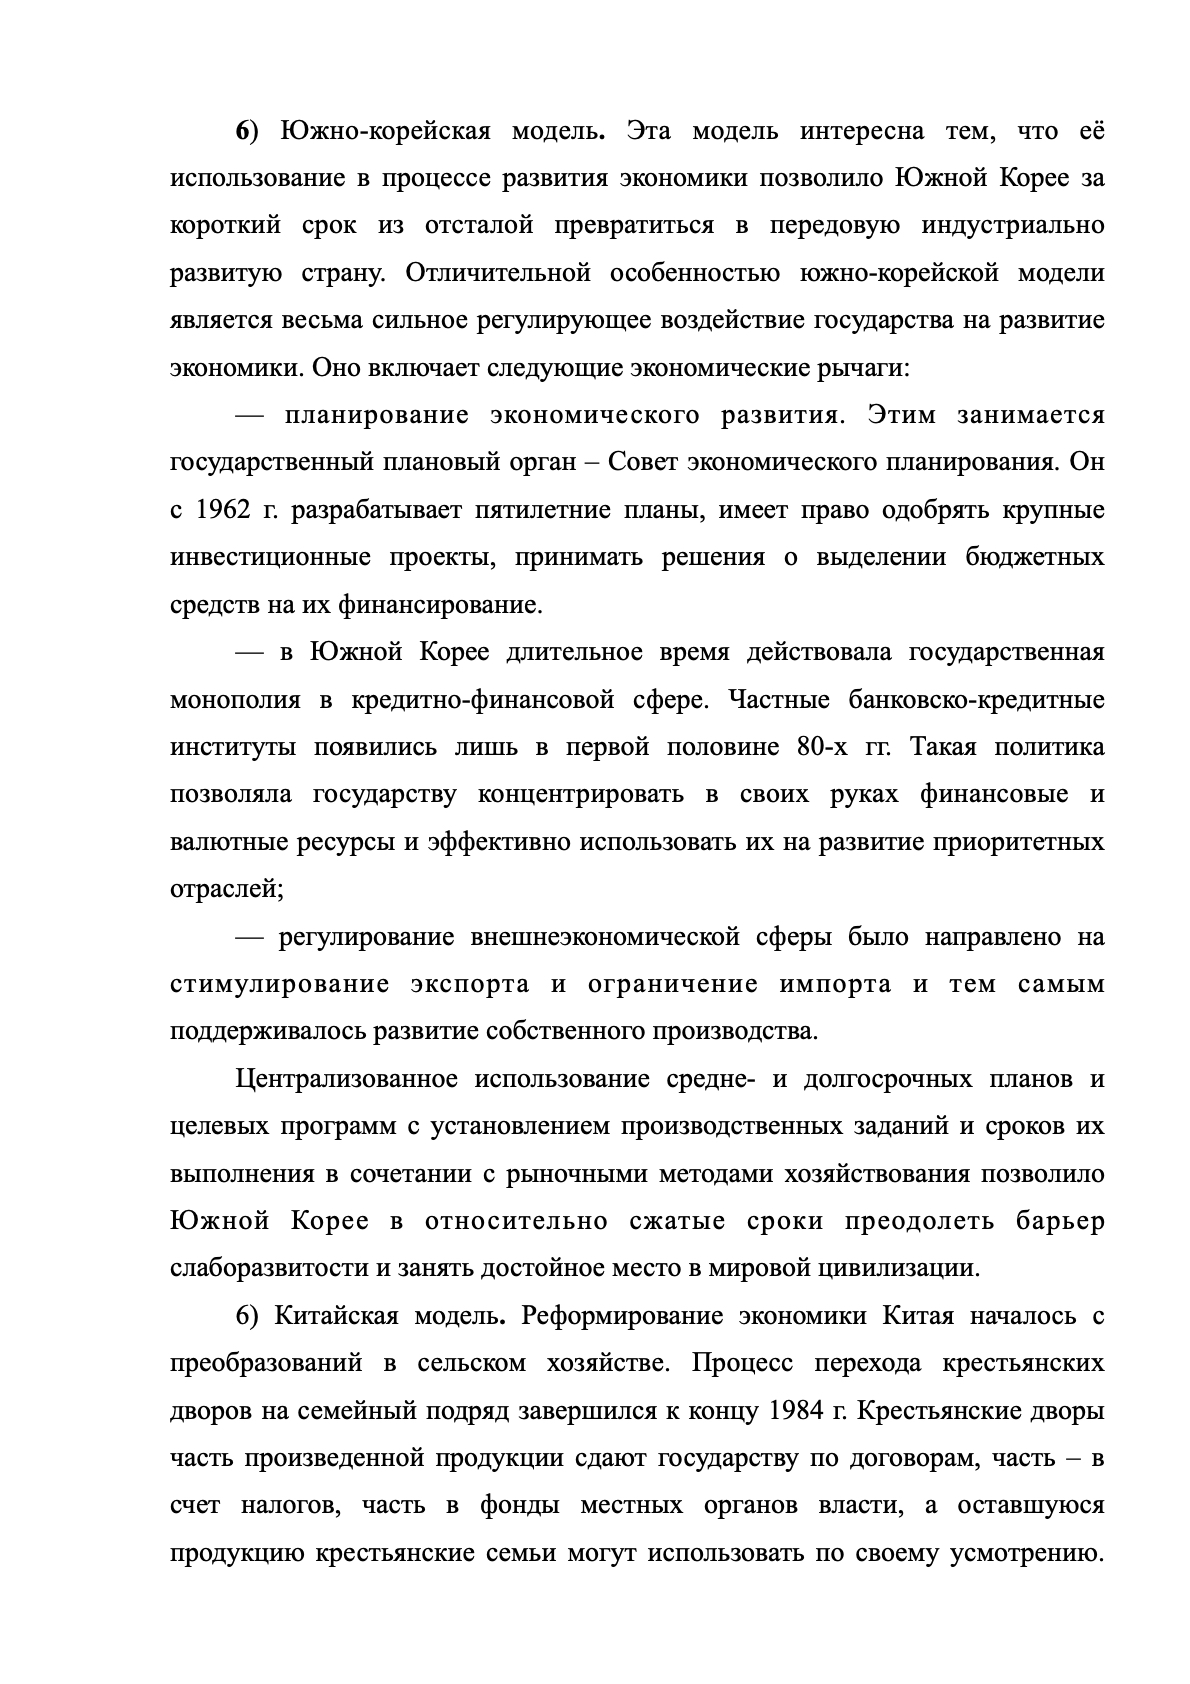 6) Южно-корейская модель. Эта модель интересна тем, что её
использование в процессе развития экономики позволило Южной Корее за
короткий срок из отсталой превратиться в передовую индустриально
развитую страну. Отличительной особенностью южно-корейской модели
является весьма сильное регулирующее воздействие государства на развитие
экономики. Оно включает следующие экономические рычаги:
— планирование экономического развития. Этим занимается
государственный плановый орган – Совет экономического планирования. Он
с 1962 г. разрабатывает пятилетние планы, имеет право одобрять крупные
инвестиционные проекты, принимать решения о выделении бюджетных
средств на их финансирование.
— в Южной Корее длительное время действовала государственная
монополия в кредитно-финансовой сфере. Частные банковско-кредитные
институты появились лишь в первой половине 80-х гг. Такая политика
позволяла государству концентрировать в своих руках финансовые и
валютные ресурсы и эффективно использовать их на развитие приоритетных
отраслей;
— регулирование внешнеэкономической сферы было направлено на
стимулирование экспорта и ограничение импорта и тем самым
поддерживалось развитие собственного производства.
Централизованное использование средне- и долгосрочных планов и
целевых программ с установлением производственных заданий и сроков их
выполнения в сочетании с рыночными методами хозяйствования позволило
Южной Корее в относительно сжатые сроки преодолеть барьер
слаборазвитости и занять достойное место в мировой цивилизации.
6) Китайская модель. Реформирование экономики Китая началось с
преобразований в сельском хозяйстве. Процесс перехода крестьянских
дворов на семейный подряд завершился к концу 1984 г. Крестьянские дворы
часть произведенной продукции сдают государству по договорам, часть – в
счет налогов, часть в фонды местных органов власти, а оставшуюся
продукцию крестьянские семьи могут использовать по своему усмотрению.